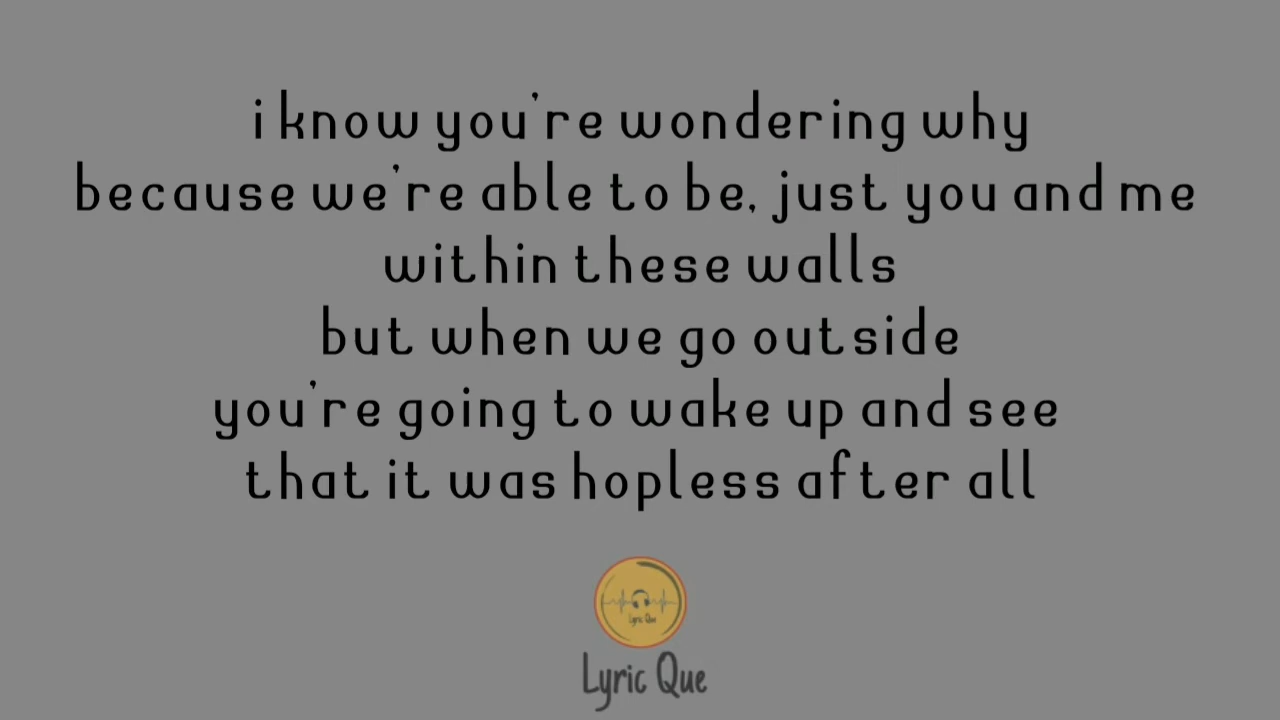 i know you're wondering why
because we're able to be, just you and me
within these walls
but when we go outside
you're going to wake up and see
that it was hopless after all
Lyric Que
Lyric Que